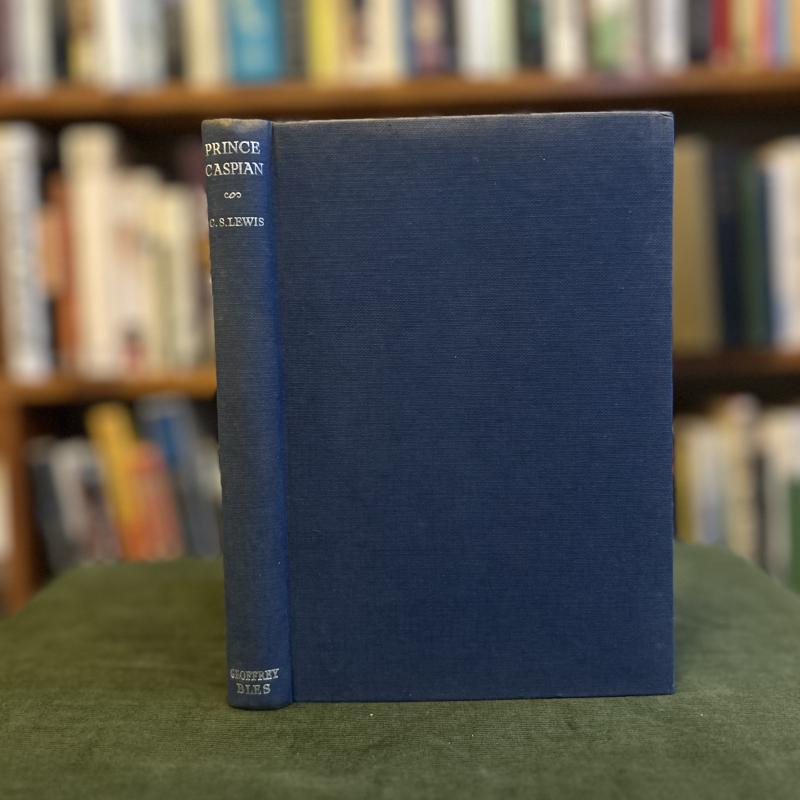 PRINCE
CASPIAN
C.S.LEWIS
GEOFFREY
BLES